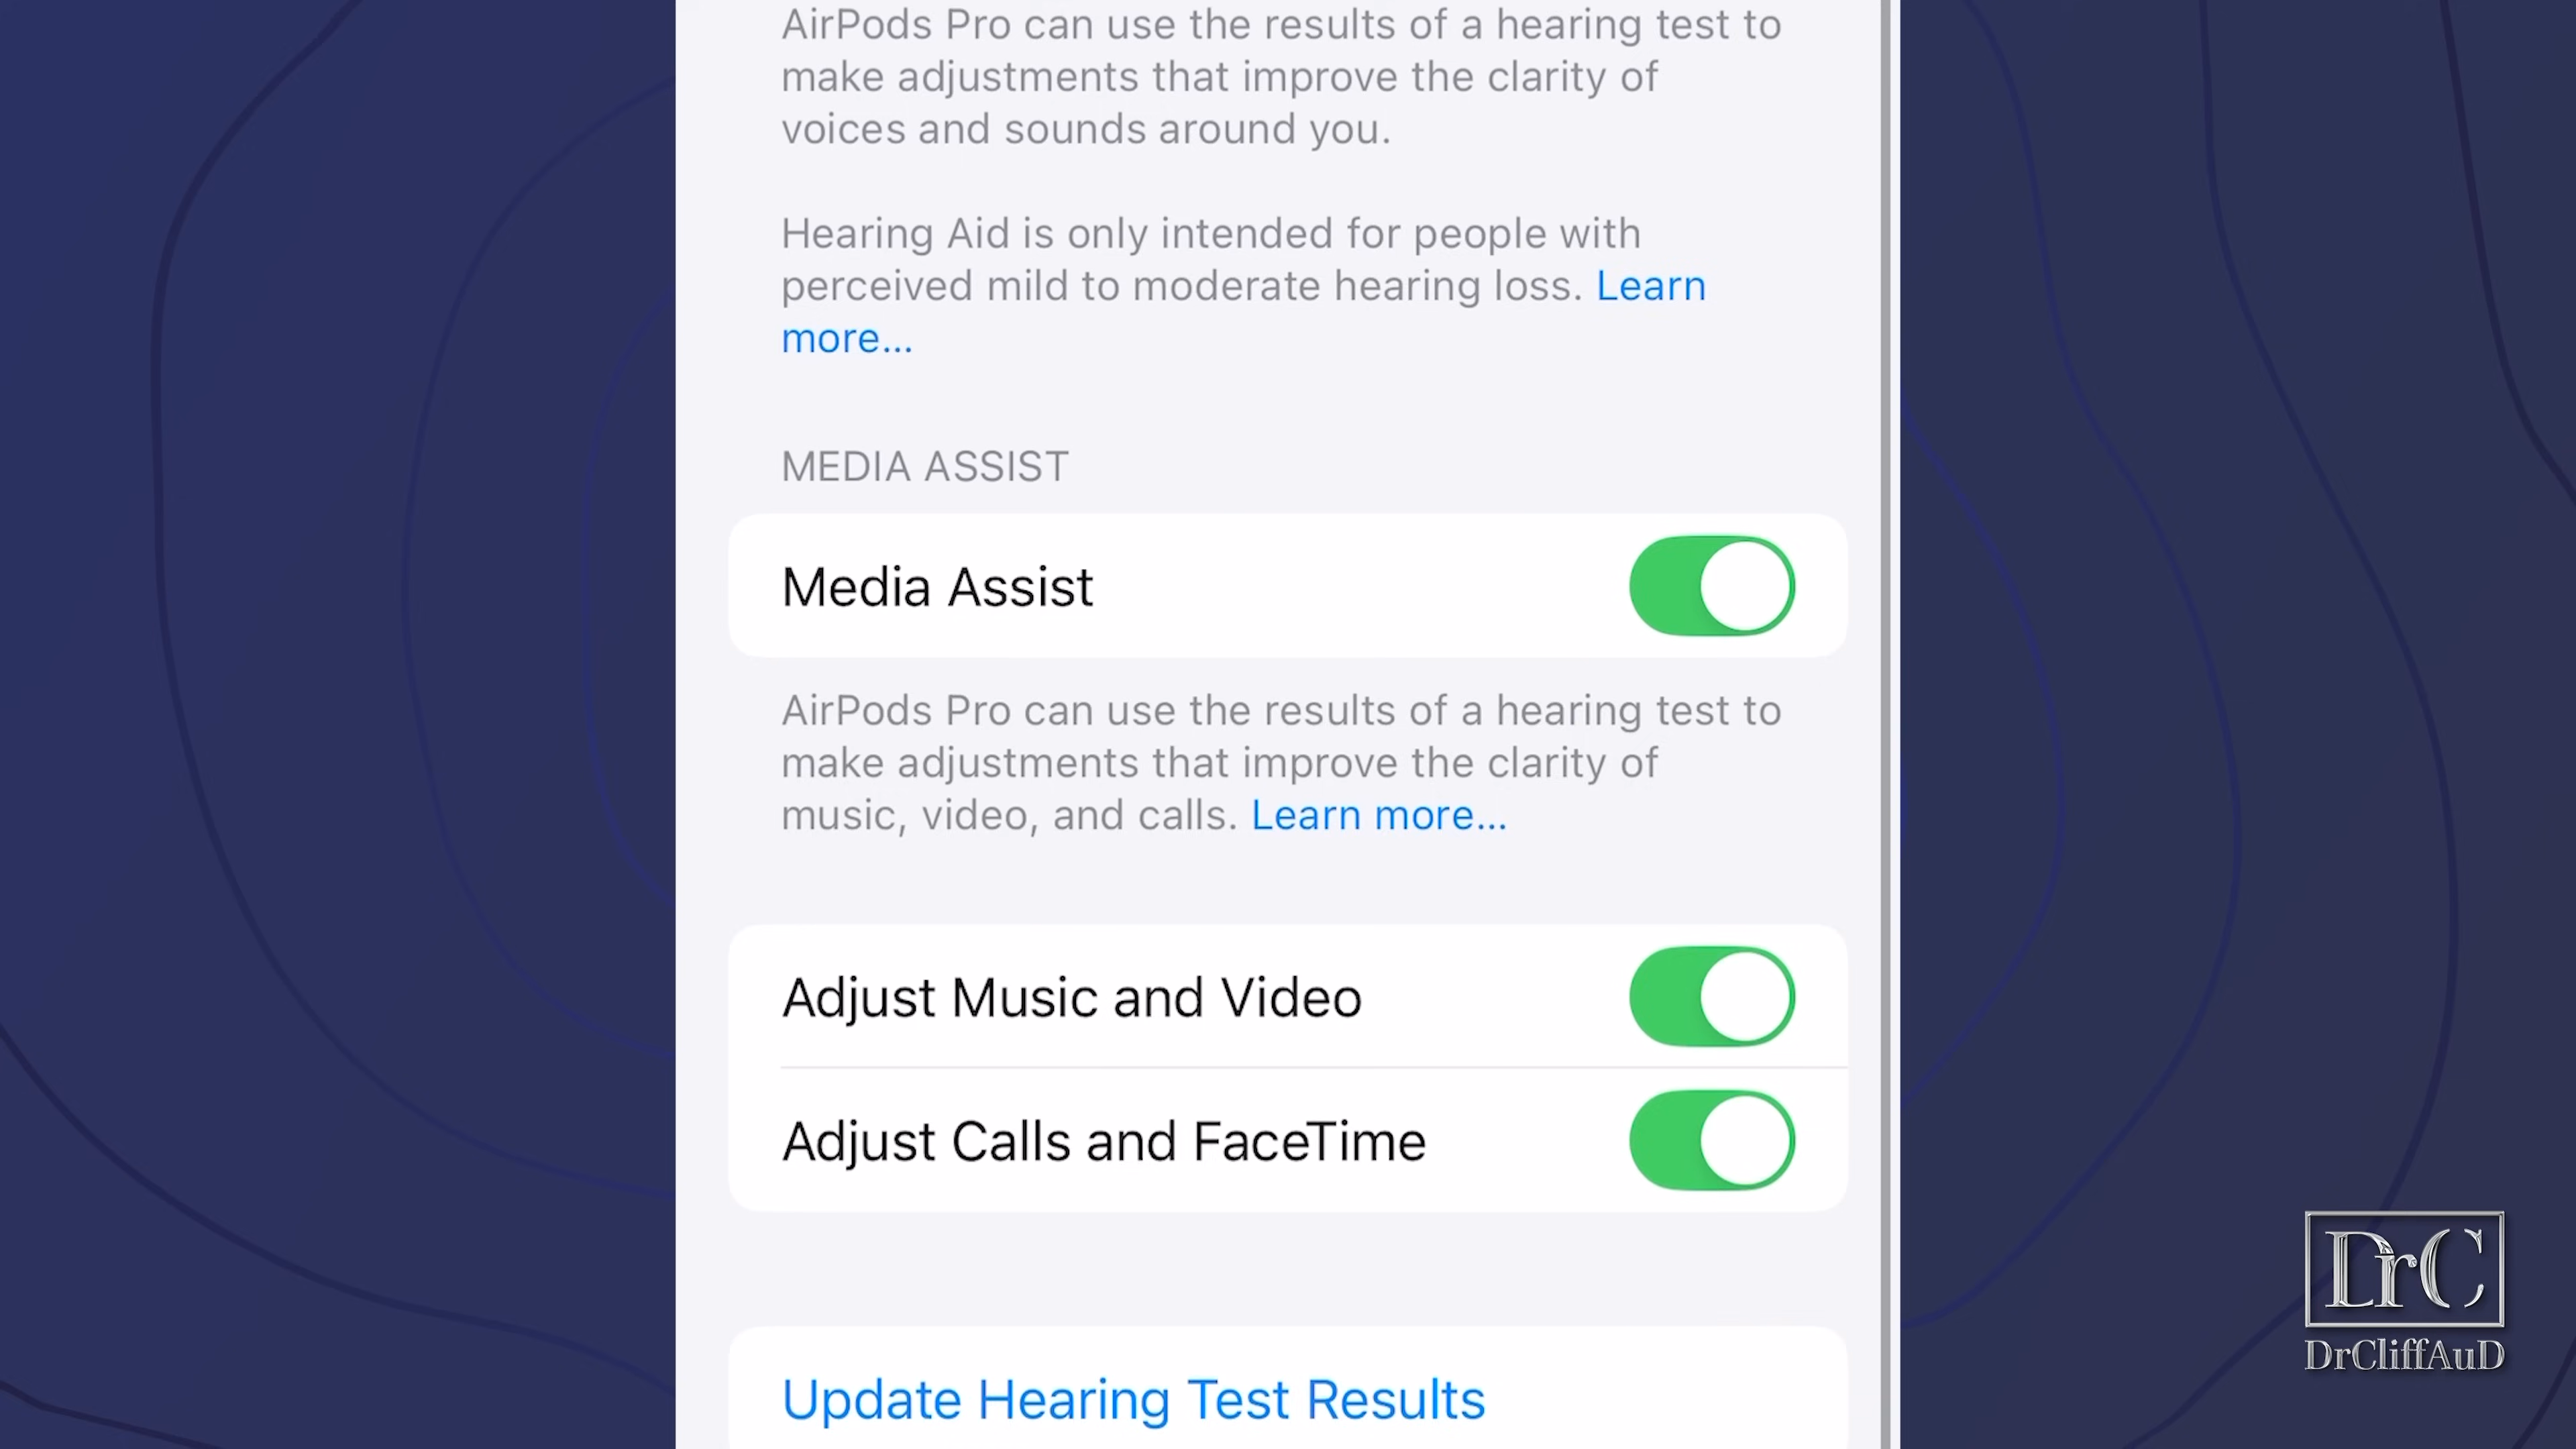 AirPods Pro can use the results of a hearing test to
make adjustments that improve the clarity of
voices and sounds around you.
Hearing Aid is only intended for people with
perceived mild to moderate hearing loss. Learn
more...
MEDIA ASSIST
Media Assist
AirPods Pro can use the results of a hearing test to
make adjustments that improve the clarity of
music, video, and calls. Learn more...
Adjust Music and Video
Adjust Calls and FaceTime
Update Hearing Test Results
DrC
DrCliffAuD